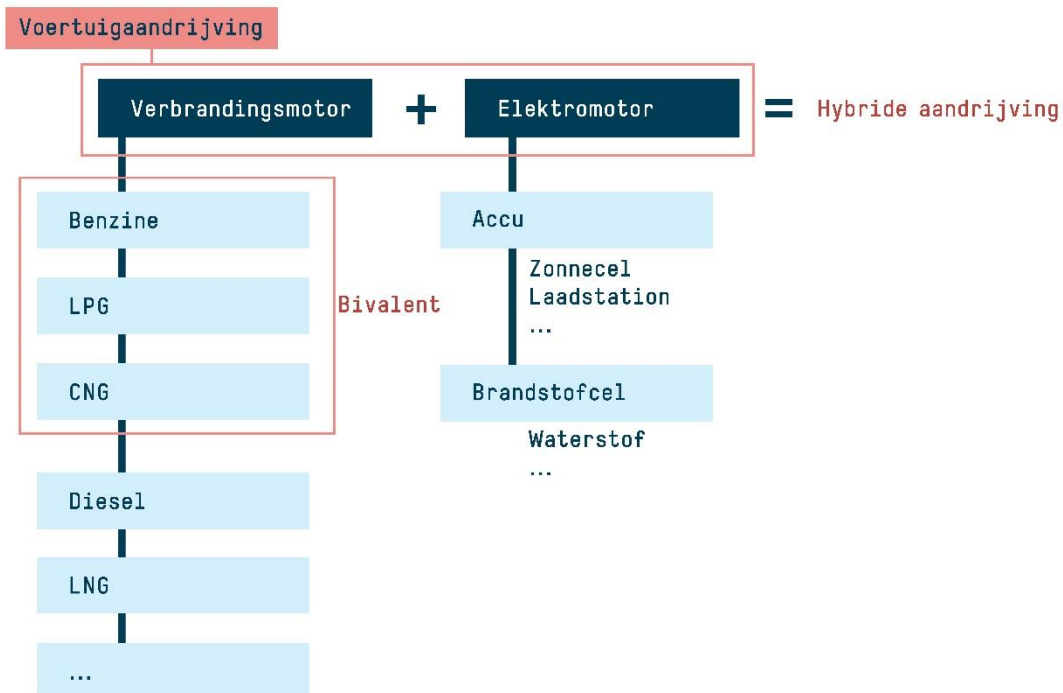 Voertuigaandrijving
Verbrandingsmotor + Elektromotor = Hybride aandrijving
Benzine
LPG
CNG
Bivalent
Diesel
LNG
...
Accu
Zonnecel
Laadstation
...
Brandstofcel
Waterstof
...